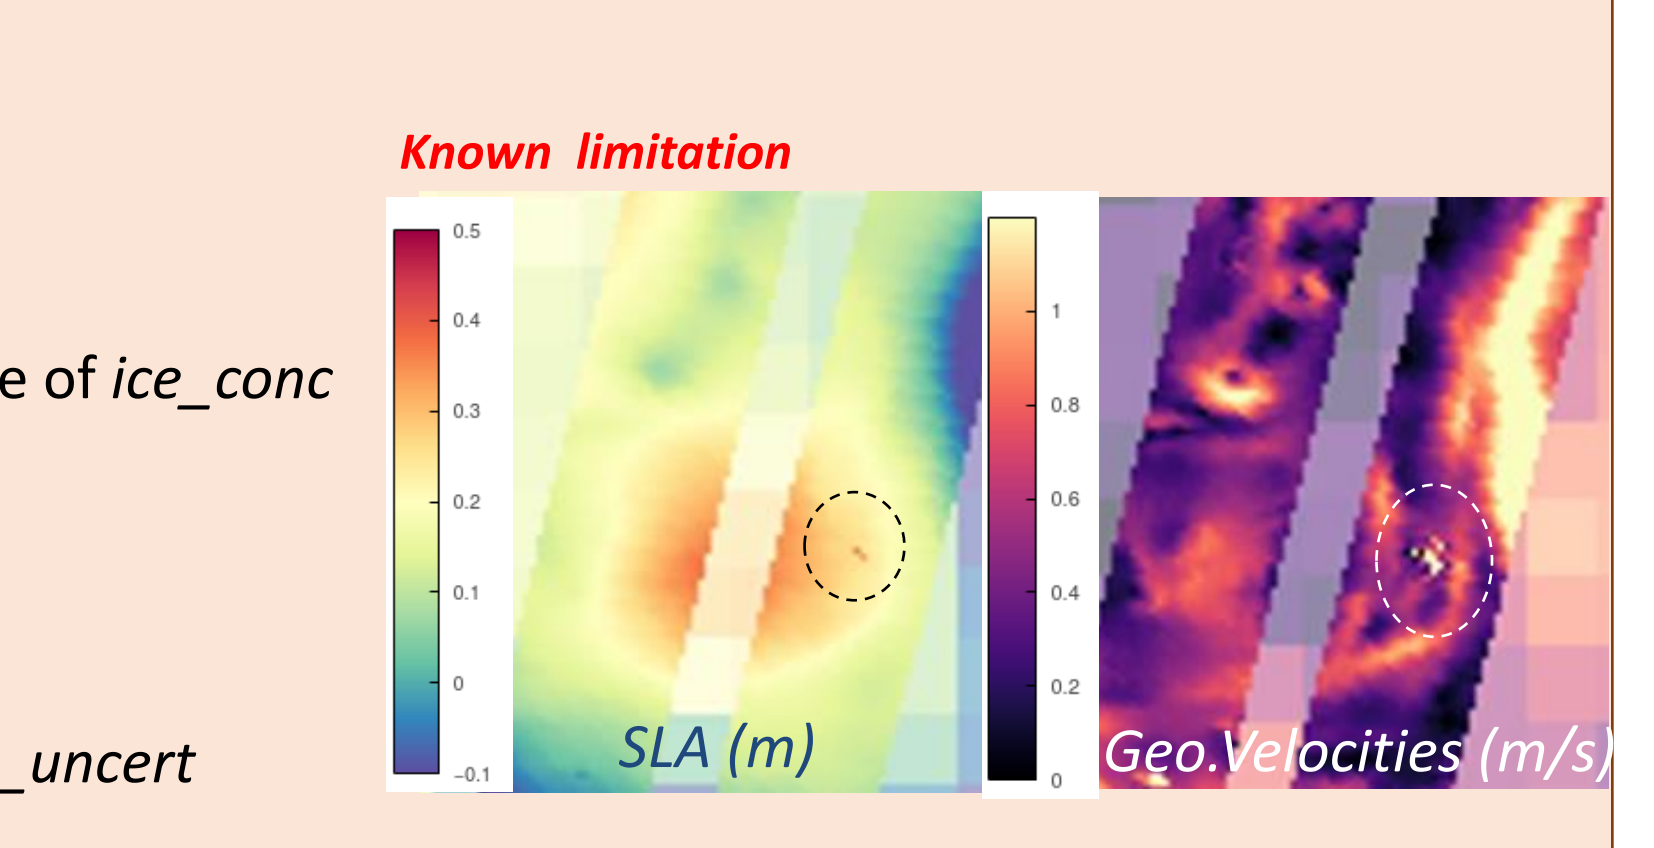 Known limitation
0.5
0.4
0.3
0.2
0.1
0
−0.1
SLA (m)
1
0.8
0.6
0.4
0.2
0
Geo.Velocities (m/s)
e of ice_conc
_uncert